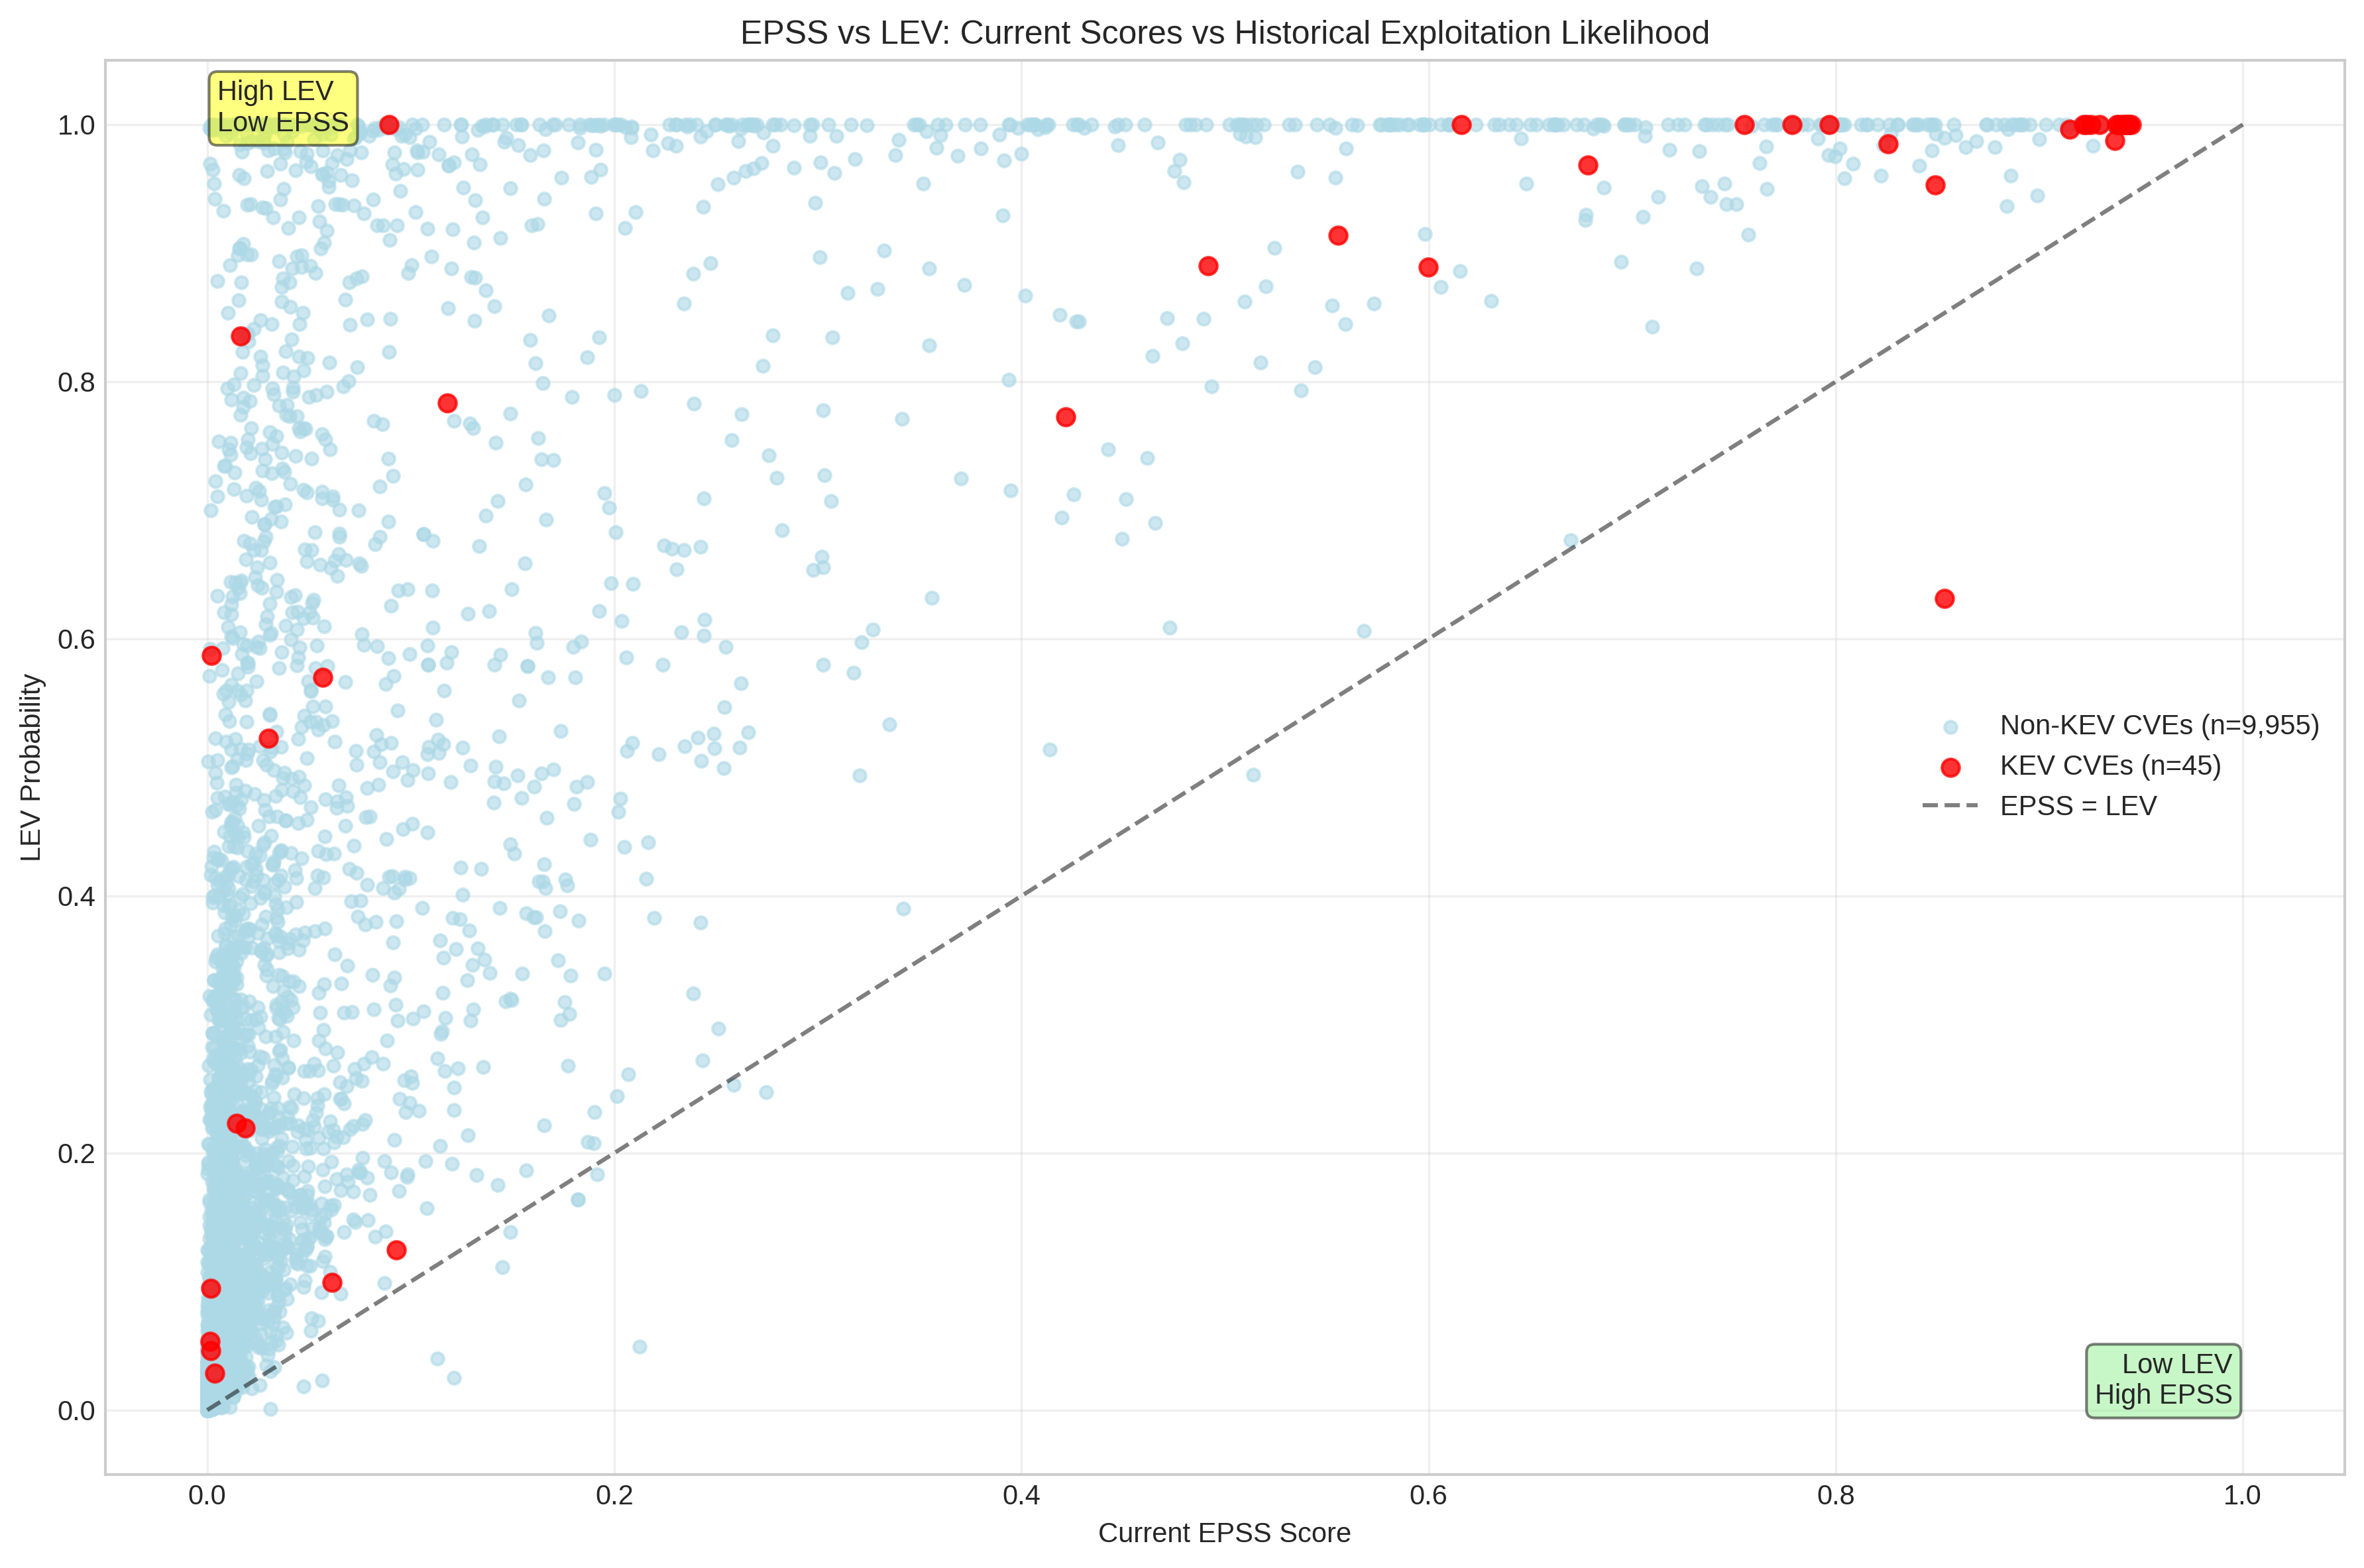 EPSS vs LEV: Current Scores vs Historical Exploitation Likelihood
High LEV
Low EPSS
1.0
0.8
0.6
0.4
0.2
0.0
LEV Probability
Non-KEV CVEs (n=9,955)
KEV CVEs (n=45)
EPSS = LEV
Low LEV
High EPSS
0.0
0.2
0.4
0.6
0.8
1.0
Current EPSS Score